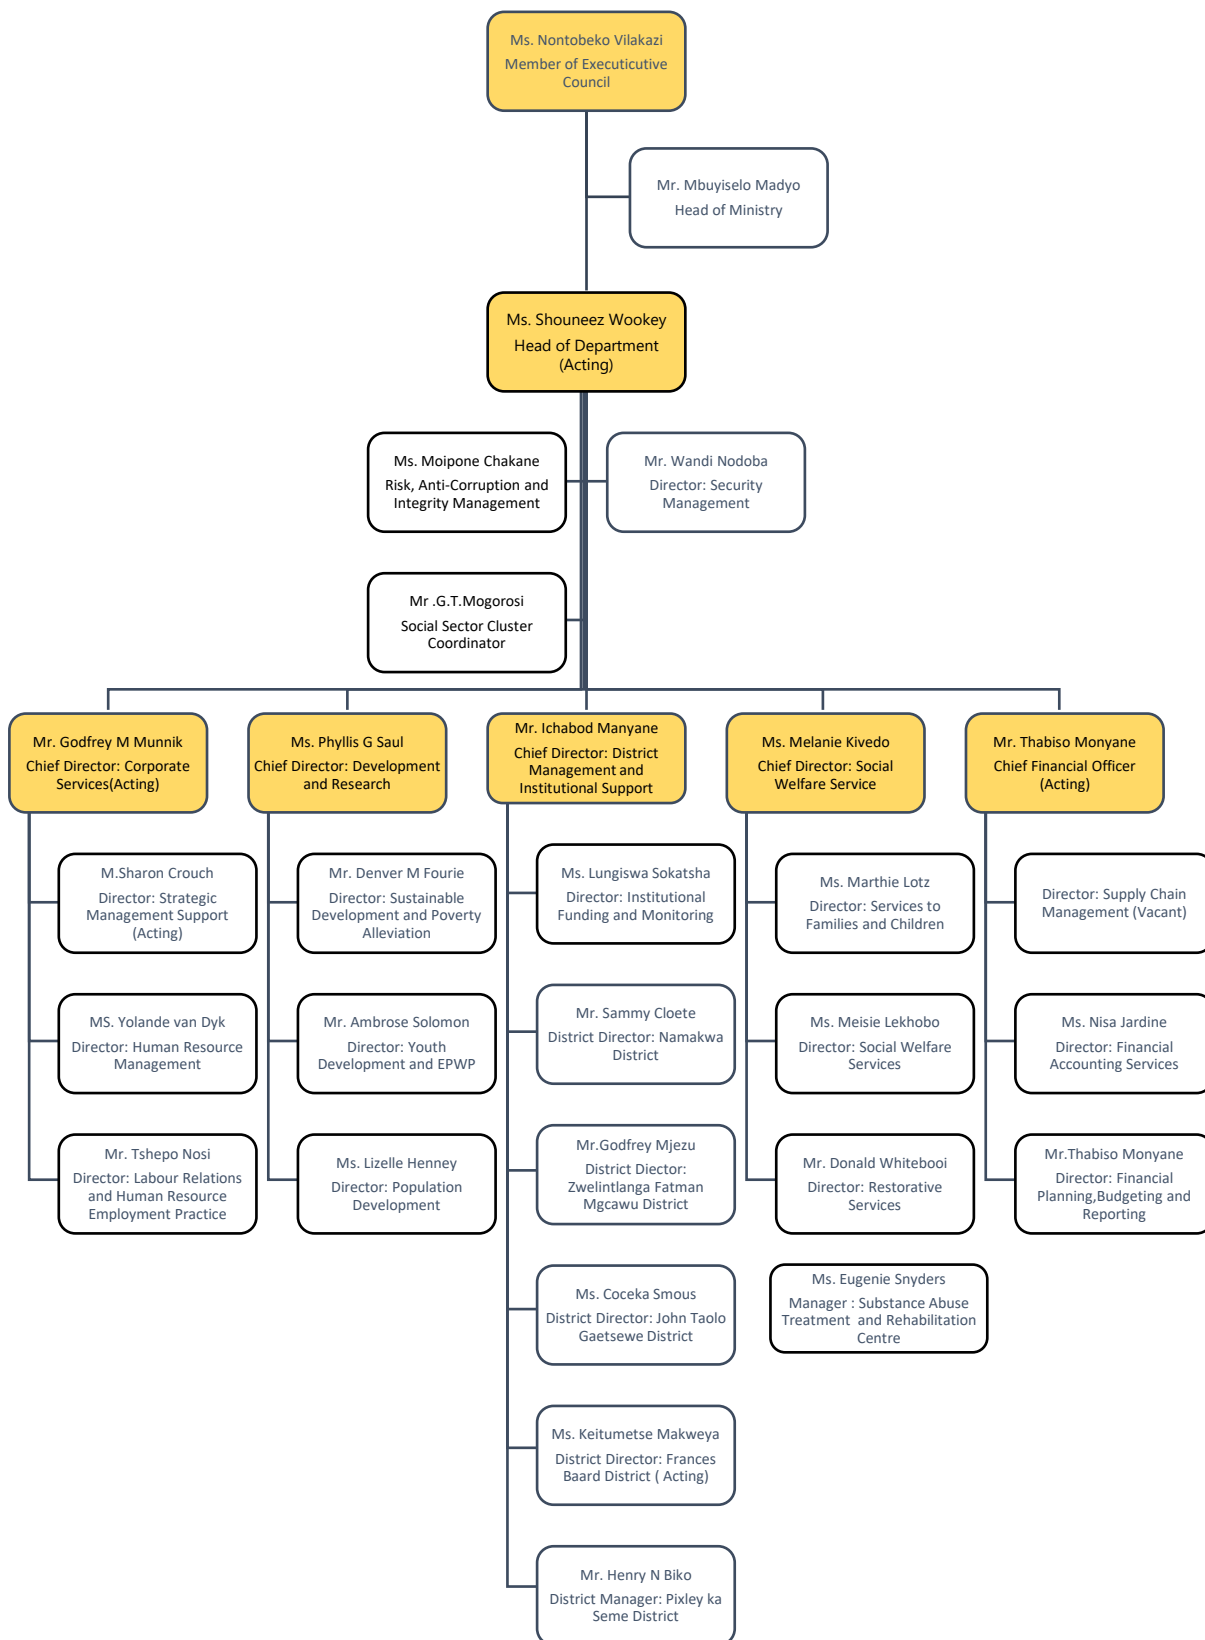 Ms. Nontobeko Vilakazi
Member of Executicutive
Council
Mr. Mbuyiselo Madyo
Head of Ministry
Ms. Shouneez Wookey
Head of Department
(Acting)
Ms. Moipone Chakane
Risk, Anti-Corruption and
Integrity Management
Mr. Wandi Nodoba
Director: Security
Management
Mr .G.T.Mogorosi
Social Sector Cluster
Coordinator
Mr. Godfrey M Munnik
Chief Director: Corporate
Services(Acting)
M.Sharon Crouch
Director: Strategic
Management Support
(Acting)
MS. Yolande van Dyk
Director: Human Resource
Management
Mr. Tshepo Nosi
Director: Labour Relations
and Human Resource
Employment Practice
Ms. Phyllis G Saul
Chief Director: Development
and Research
Mr. Denver M Fourie
Director: Sustainable
Development and Poverty
Alleviation
Mr. Ambrose Solomon
Director: Youth
Development and EPWP
Ms. Lizelle Henney
Director: Population
Development
Mr. Ichabod Manyane
Chief Director: District
Management and
Institutional Support
Ms. Lungiswa Sokatsha
Director: Institutional
Funding and Monitoring
Mr. Sammy Cloete
District Director: Namakwa
District
Mr.Godfrey Mjezu
District Diector:
Zwelintlanga Fatman
Mgcawu District
Ms. Coceka Smous
District Director: John Taolo
Gaetsewe District
Ms. Keitumetse Makweya
District Director: Frances
Baard District ( Acting)
Mr. Henry N Biko
District Manager: Pixley ka
Seme District
Ms. Melanie Kivedo
Chief Director: Social
Welfare Service
Ms. Marthie Lotz
Director: Services to
Families and Children
Ms. Meisie Lekhobo
Director: Social Welfare
Services
Mr. Donald Whitebooi
Director: Restorative
Services
Ms. Eugenie Snyders
Manager : Substance Abuse
Treatment and Rehabilitation
Centre
Mr. Thabiso Monyane
Chief Financial Officer
(Acting)
Director: Supply Chain
Management (Vacant)
Ms. Nisa Jardine
Director: Financial
Accounting Services
Mr.Thabiso Monyane
Director: Financial
Planning,Budgeting and
Reporting